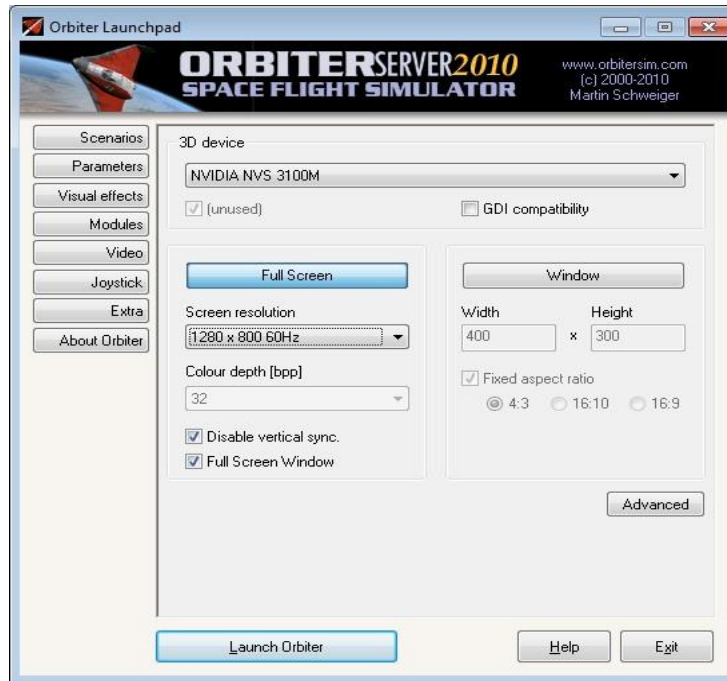 Orbiter Launchpad
ORBITERSERVER2010
SPACE FLIGHT SIMULATOR
www.orbitersim.com
(c) 2000-2010
Martin Schweiger
Scenarios
Parameters
Visual effects
Modules
Video
Joystick
Extra
About Orbiter
3D device
NVIDIA NVS 3100M
(unused)
GDI compatibility
Full Screen
Screen resolution
1280 x 800 60Hz
Colour depth [bpp]
32
Disable vertical sync.
Full Screen Window
Window
Width Height
400 x 300
Fixed aspect ratio
4:3 16:10 16:9
Advanced
Launch Orbiter
Help
Exit